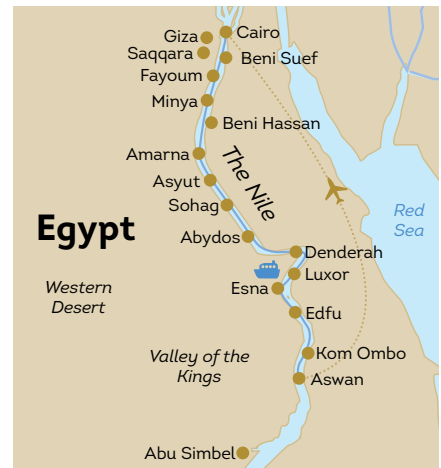 Cairo
Giza
Saqqara
Beni Suef
Fayoum
Minya
Beni Hassan
Amarna
The Nile
Asyut
Sohag
Red
Sea
Egypt
Abydos
Denderah
Luxor
Western
Desert
Esna
Edfu
Valley of the
Kings
Kom Ombo
Aswan
Abu Simbel